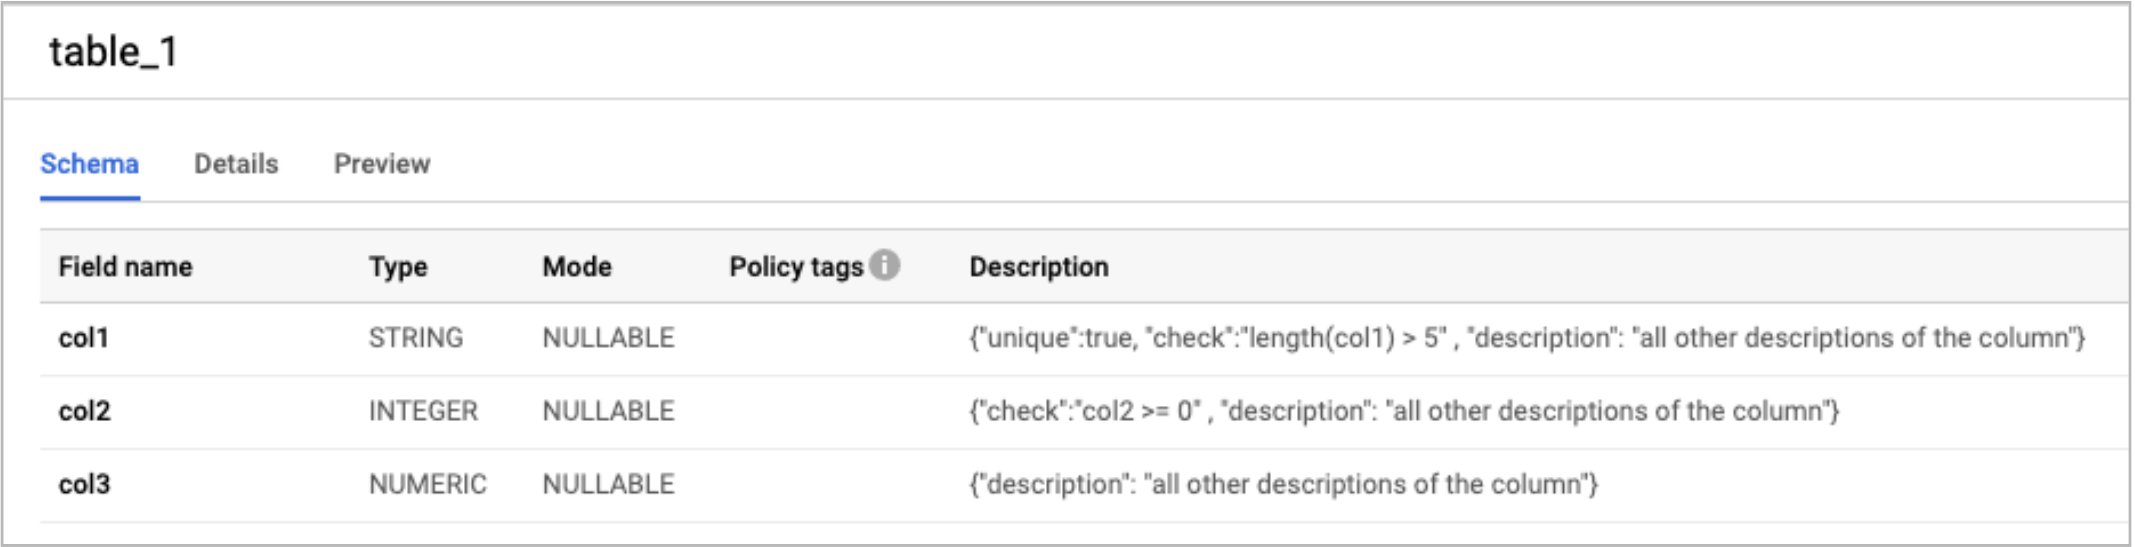 table_1
Schema Details Preview
Field name Type Mode Policy tags Description
col1 STRING NULLABLE {"unique":true, "check":"length(col1) > 5" , "description": "all other descriptions of the column"}
col2 INTEGER NULLABLE {"check":"col2 >= 0" , "description": "all other descriptions of the column"}
col3 NUMERIC NULLABLE {"description": "all other descriptions of the column"}